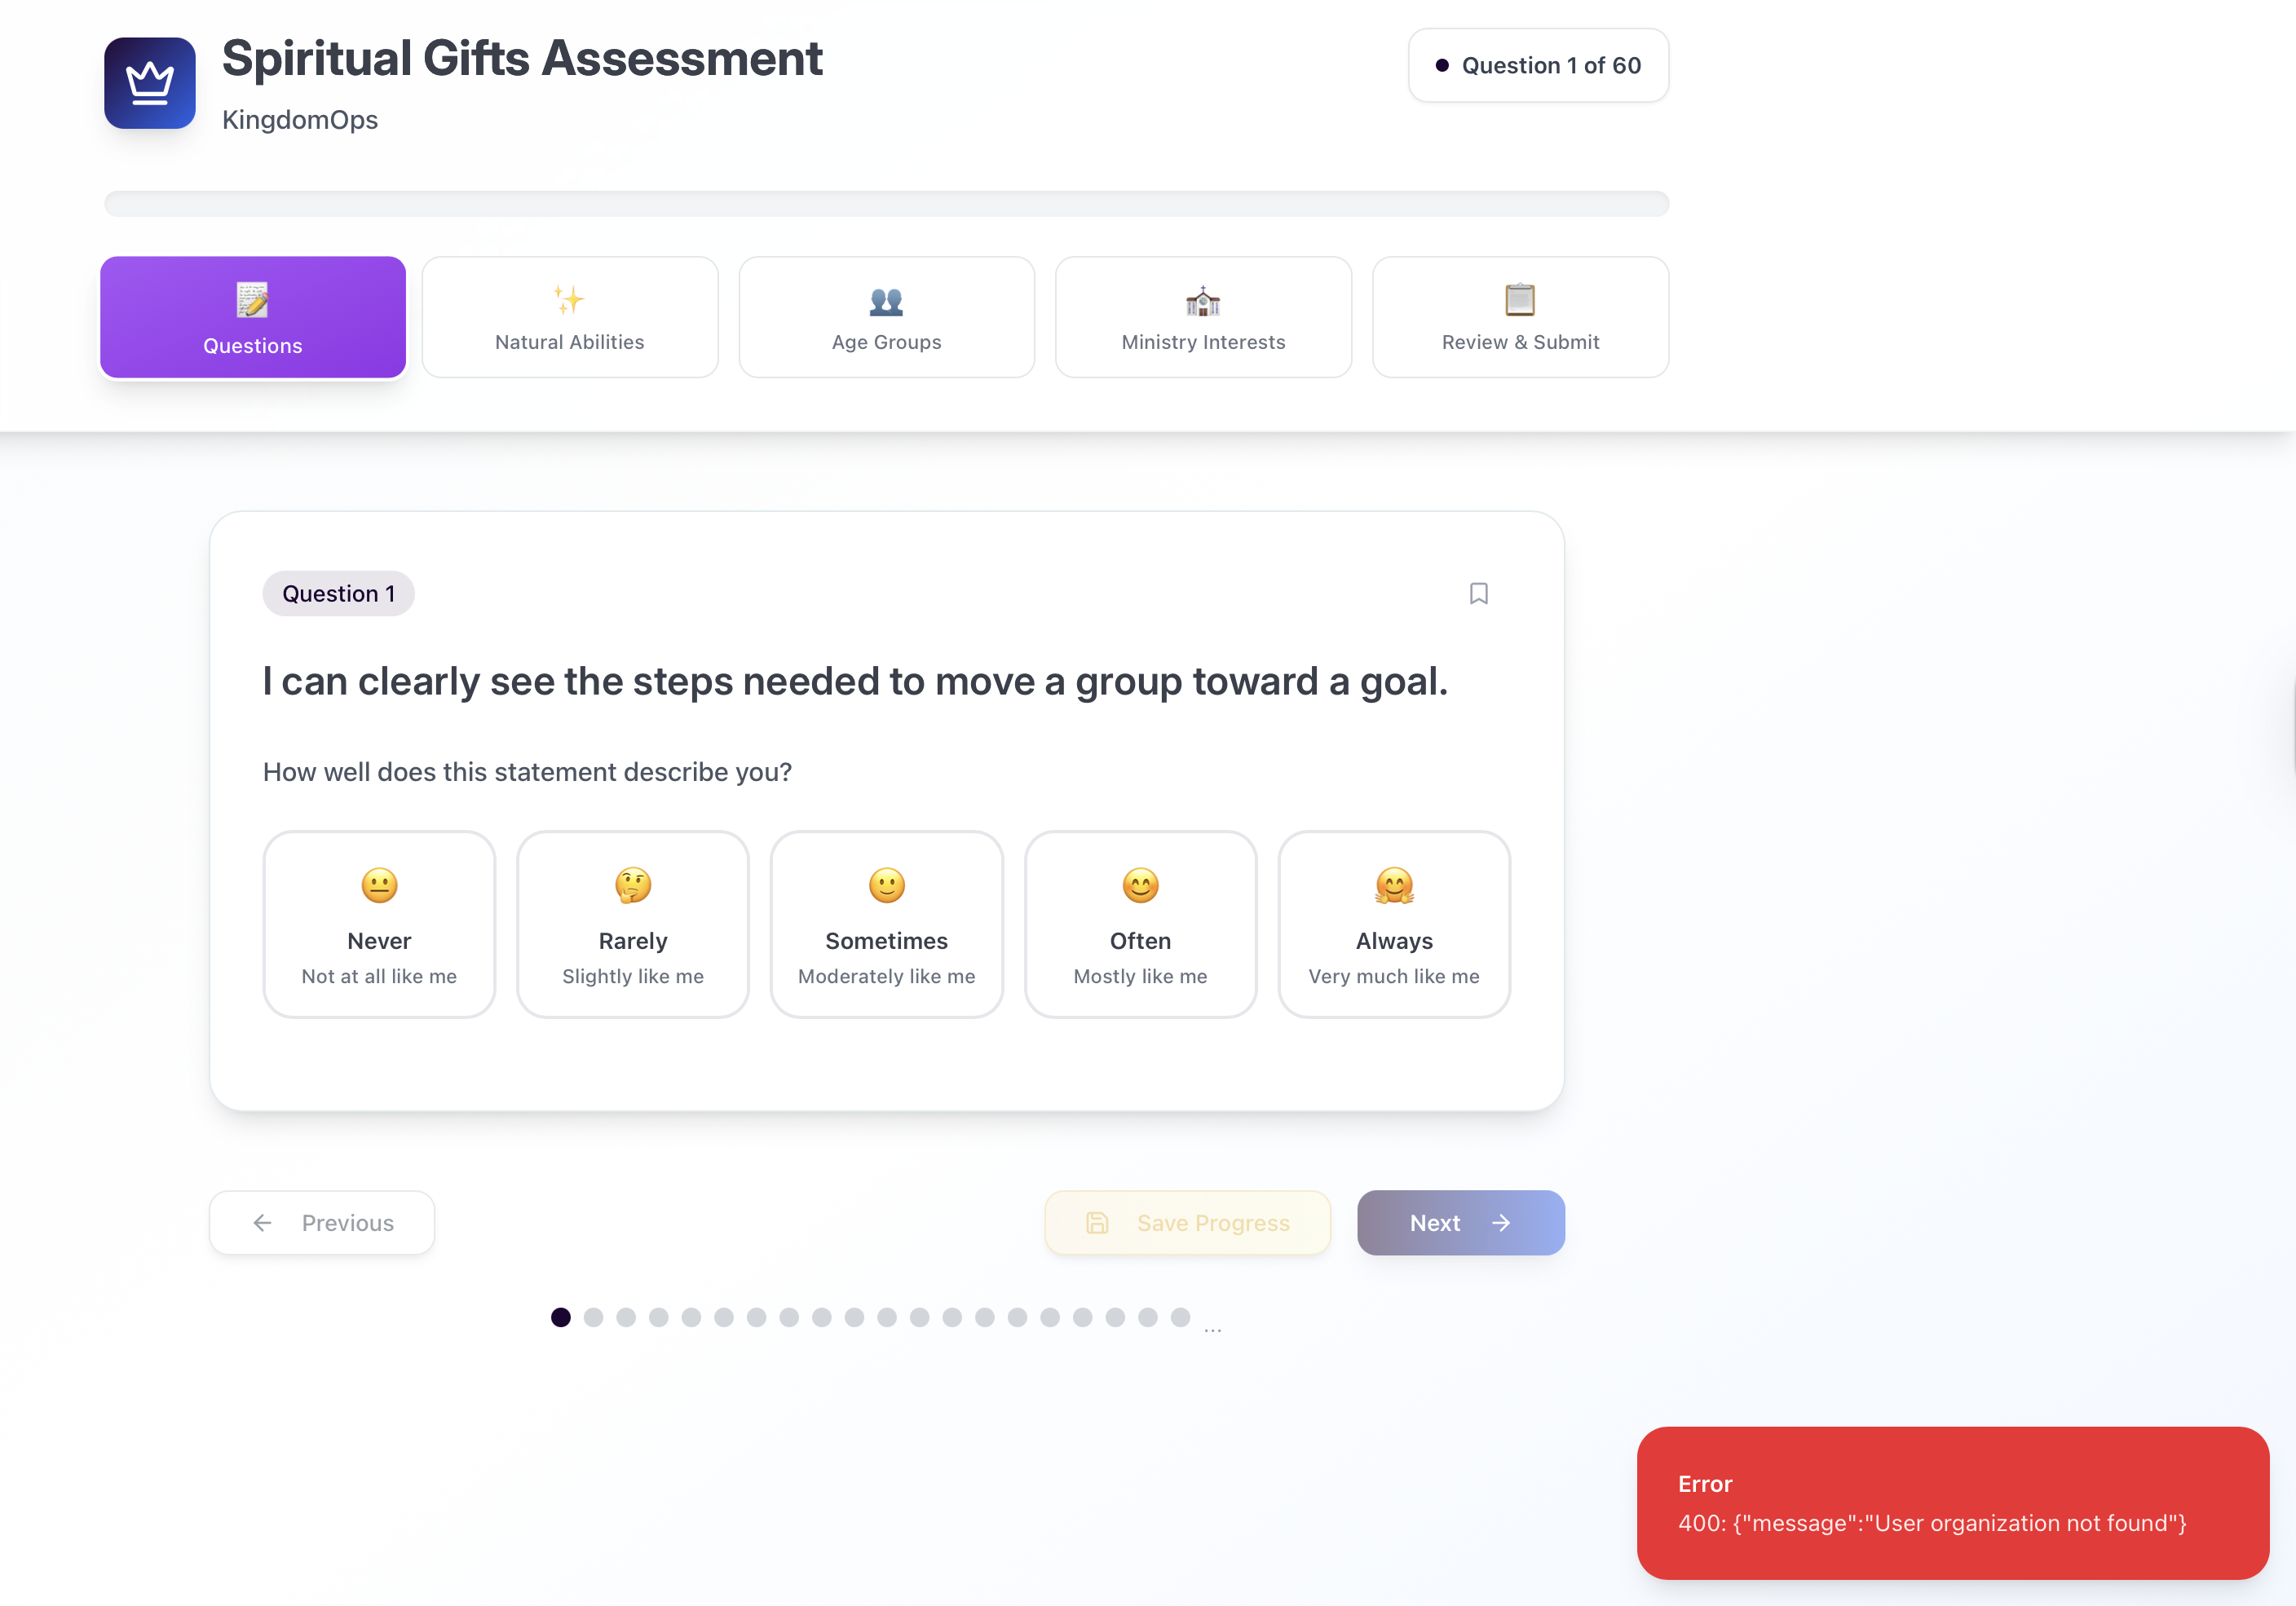 Spiritual Gifts Assessment
KingdomOps
Question 1 of 60
Questions
Natural Abilities
Age Groups
Ministry Interests
Review & Submit
Question 1
I can clearly see the steps needed to move a group toward a goal.
How well does this statement describe you?
Never
Not at all like me
Rarely
Slightly like me
Sometimes
Moderately like me
Often
Mostly like me
Always
Very much like me
Previous
Save Progress
Next
...
Error
400: {"message":"User organization not found"}